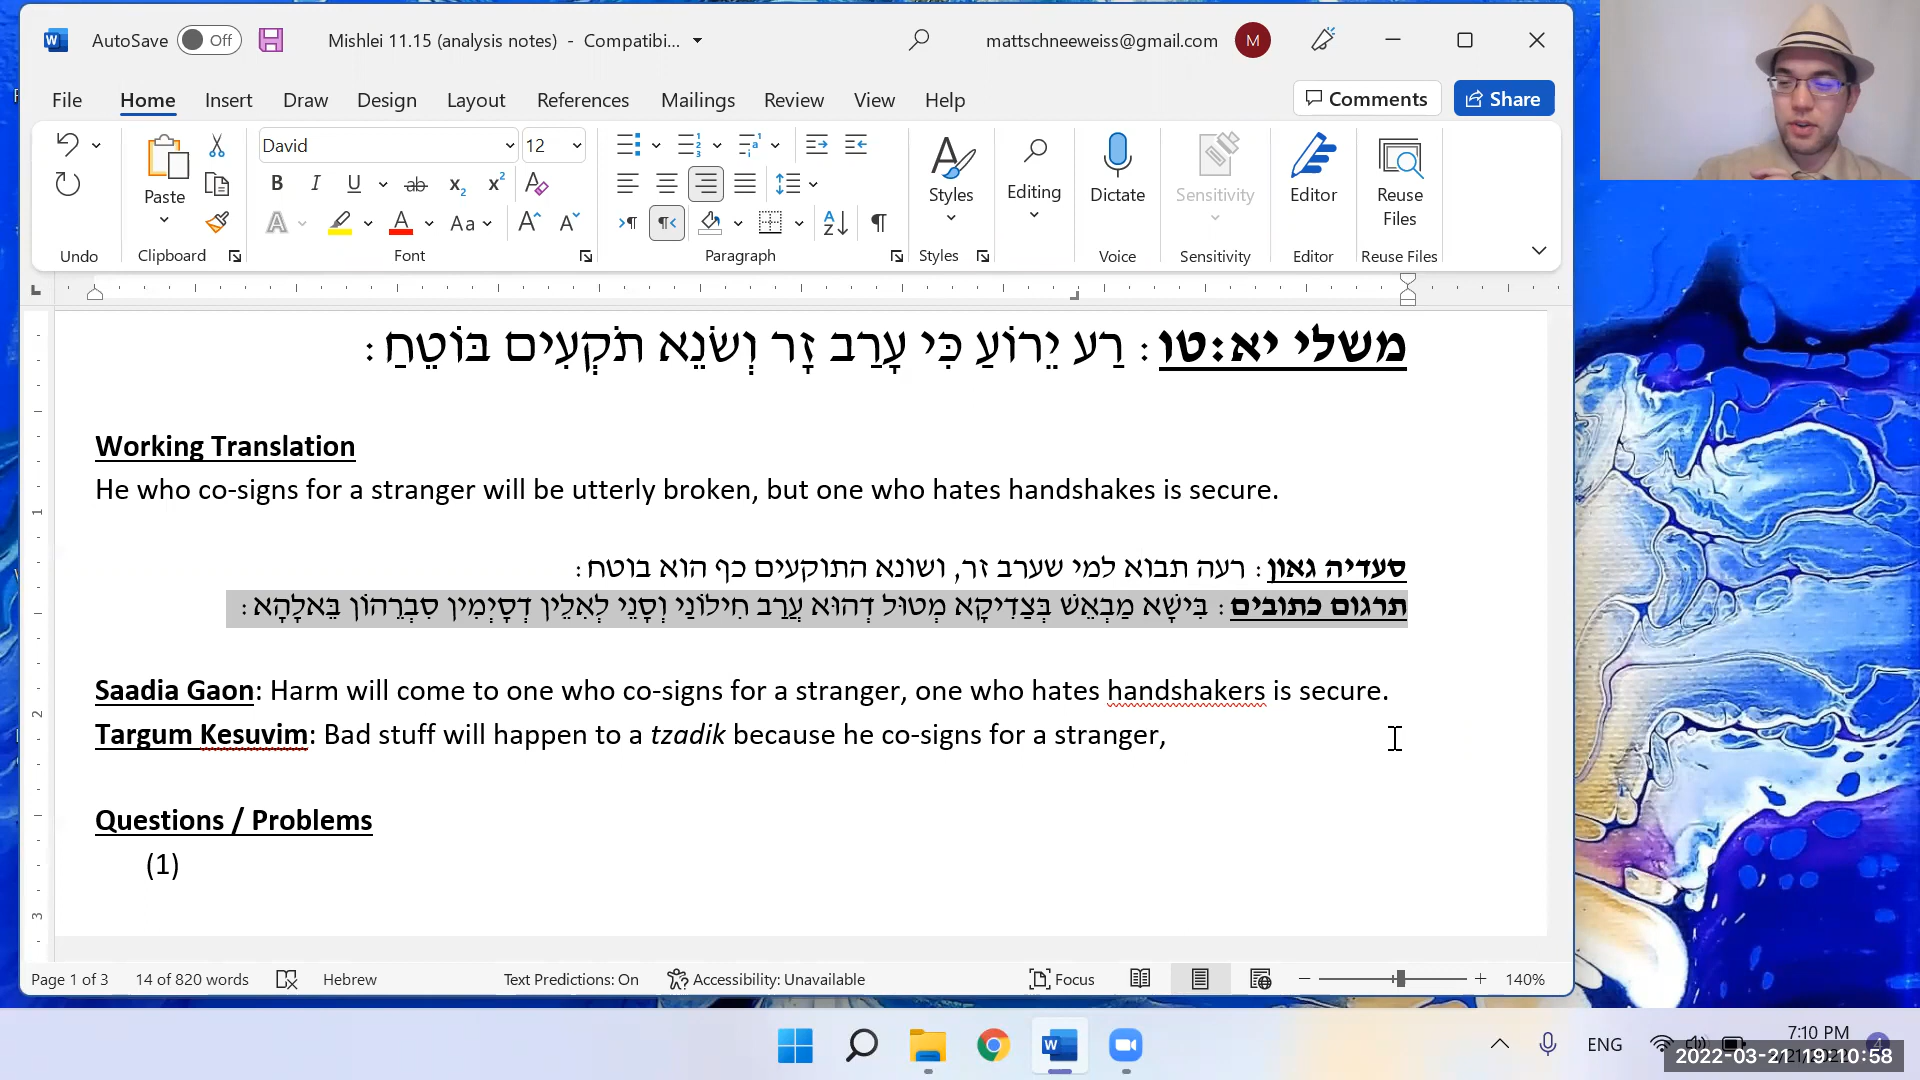 AutoSave Off Mishlei 11.15 (analysis notes) - Compatibi... mattschneeweiss@gmail.com M
File Home Insert Draw Design Layout References Mailings Review View Help Comments Share
David 12
Paste Styles Editing Dictate Sensitivity Editor Reuse Files
Undo Clipboard Font Paragraph Styles Voice Sensitivity Editor Reuse Files
משלי יא:טו: רַע יֵרוֹעַ כִּי עָרַב זָר וְשֹׂנֵא תֹקְעִים בּוֹטֵחַ:
Working Translation
He who co-signs for a stranger will be utterly broken, but one who hates handshakes is secure.
סעדיה גאון: רעה תבוא למי שערב זר, ושונא התוקעים כף הוא בוטח:
תרגום כתובים: בִּישָׁא מַבְאֵשׁ בְּצַדִיקָא מְטוּל דְהוּא עֲרַב חִילוֹנַי וְסָנֵי לְאִלֵין דְסָיְמִין סִבְרֵהוֹן בֵּאלָהָא:
Saadia Gaon: Harm will come to one who co-signs for a stranger, one who hates handshakers is secure.
Targum Kesuvim: Bad stuff will happen to a tzadik because he co-signs for a stranger,
Questions / Problems
(1)
Page 1 of 3 14 of 820 words Hebrew Text Predictions: On Accessibility: Unavailable Focus 140%
ENG 7:10 PM
2022-03-21 19:10:58